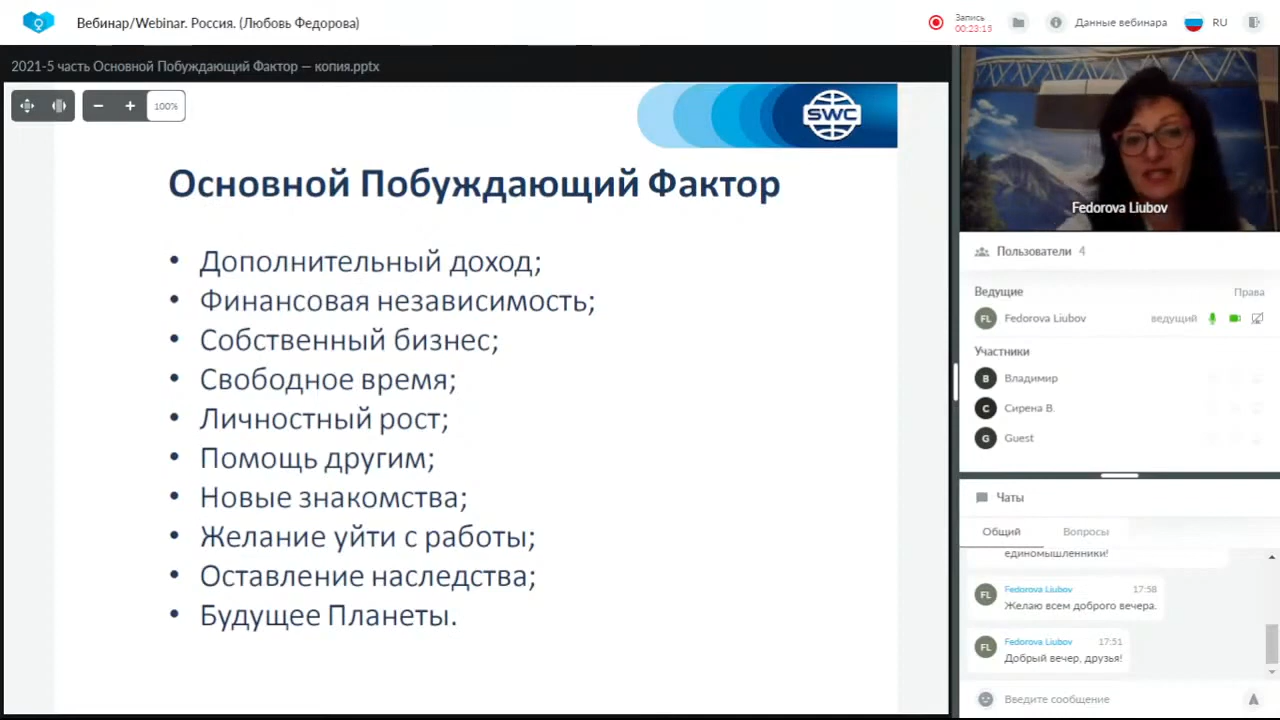 Вебинар/Webinar. Россия. (Любовь Федорова)
Запись
00:23:15
Данные вебинара
RU
2021-5 часть Основной Побуждающий Фактор — копия.pptx
100%
SWC
Основной Побуждающий Фактор
• Дополнительный доход;
• Финансовая независимость;
• Собственный бизнес;
• Свободное время;
• Личностный рост;
• Помощь другим;
• Новые знакомства;
• Желание уйти с работы;
• Оставление наследства;
• Будущее Планеты.
Fedorova Liubov
Пользователи 4
Ведущие Права
FL Fedorova Liubov ведущий
Участники
В Владимир
С Сирена В.
G Guest
Чаты
Общий Вопросы
единомышленники!
FL Fedorova Liubov 17:58
Желаю всем доброго вечера.
FL Fedorova Liubov 17:51
Добрый вечер, друзья!
Введите сообщение